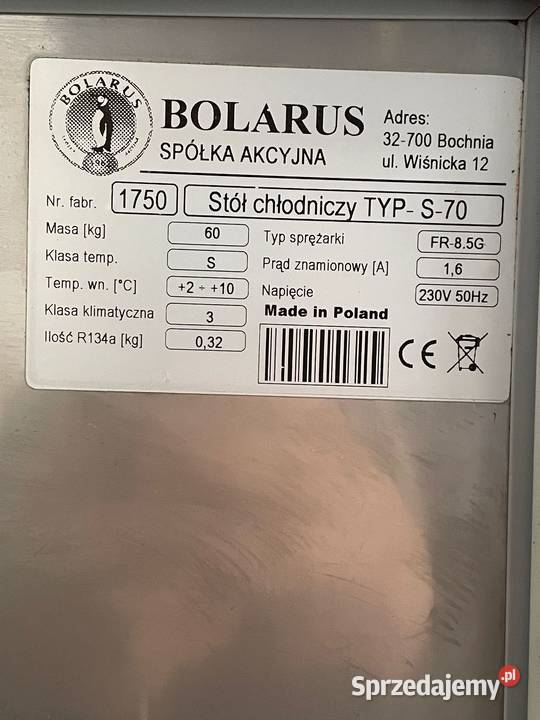 BOLARUS
BOLARUS
SPÓŁKA AKCYJNA
Adres:
32-700 Bochnia
ul. Wiśnicka 12
Nr. fabr. 1750 Stół chłodniczy TYP- S-70
Masa [kg] 60
Klasa temp. S
Temp. wn. [°C] +2 ÷ +10
Klasa klimatyczna 3
Ilość R134a [kg] 0,32
Typ sprężarki FR-8.5G
Prąd znamionowy [A] 1,6
Napięcie 230V 50Hz
Made in Poland
CE
Sprzedajemy.pl